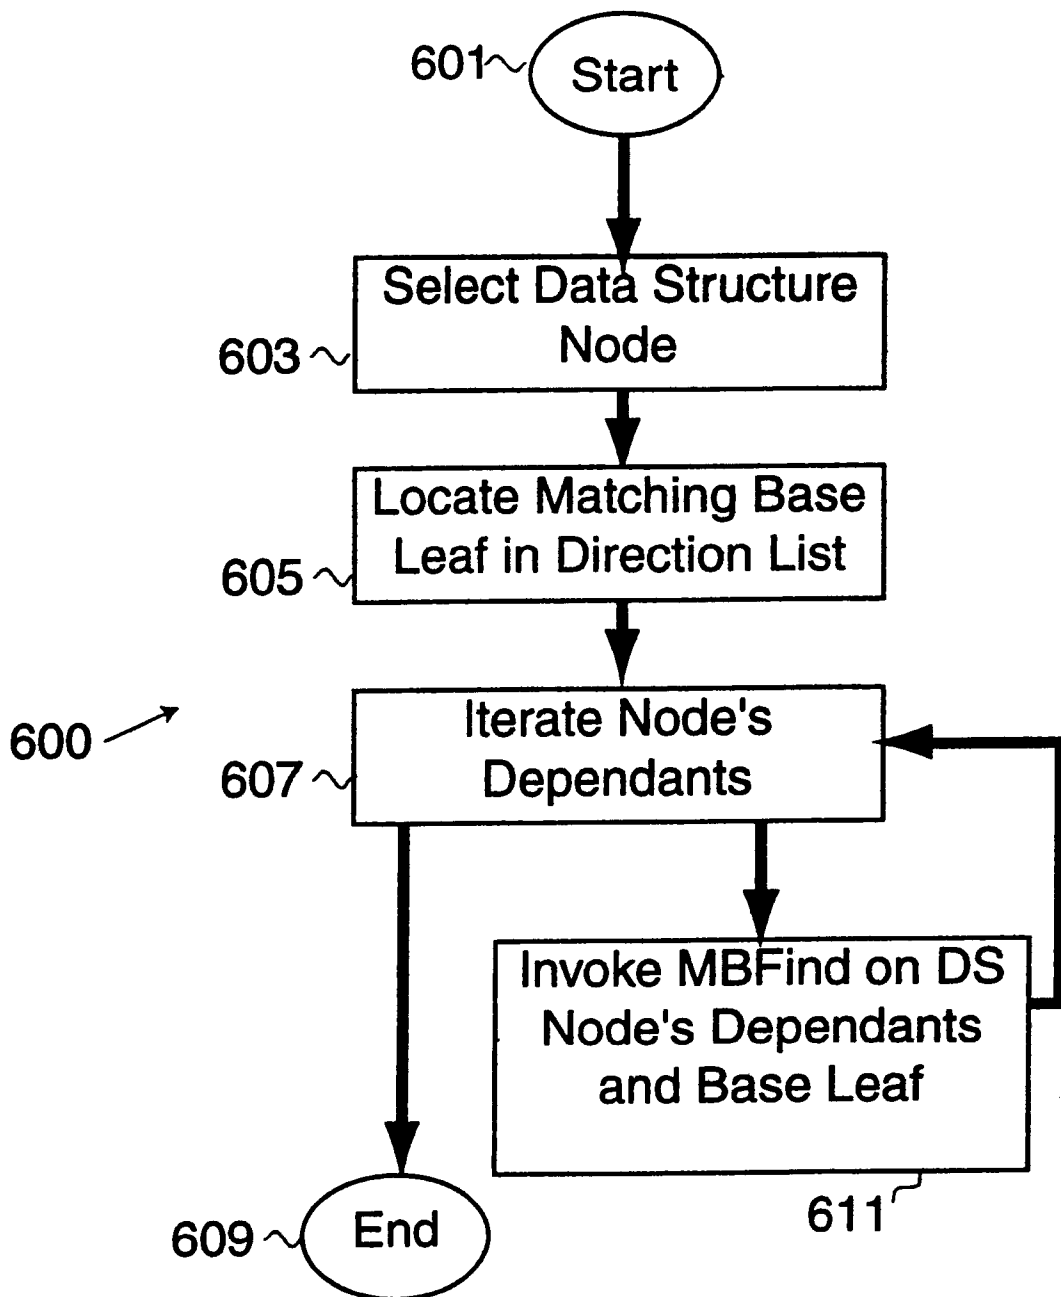 601
Start
Select Data Structure
Node
603
Locate Matching Base
Leaf in Direction List
605
600
Iterate Node's
Dependants
607
Invoke MBFind on DS
Node's Dependants
and Base Leaf
611
609
End